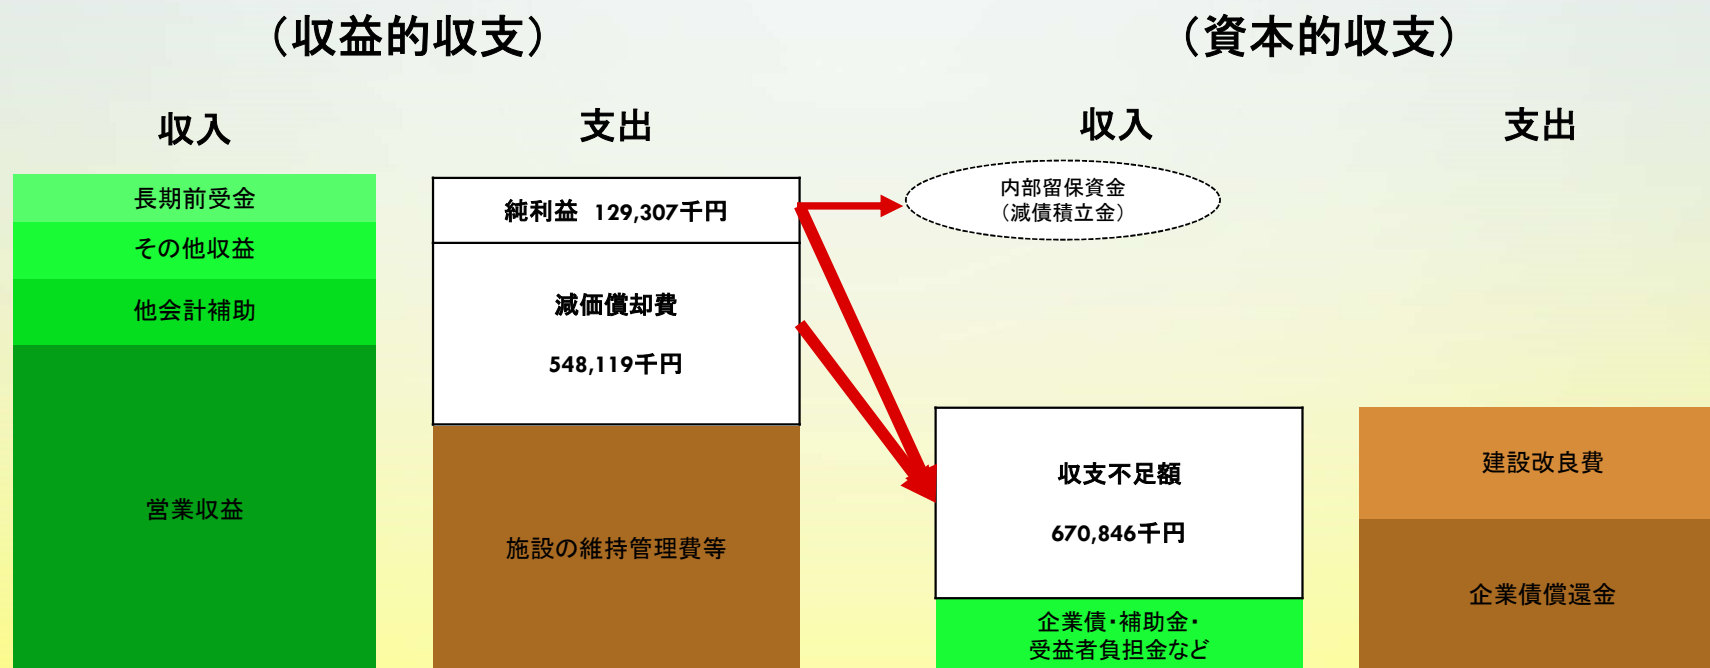 （収益的収支）
（資本的収支）
収入
支出
収入
支出
長期前受金
その他収益
他会計補助
営業収益
純利益 129,307千円
減価償却費
548,119千円
施設の維持管理費等
内部留保資金
（減債積立金）
収支不足額
670,846千円
企業債・補助金・
受益者負担金など
建設改良費
企業債償還金